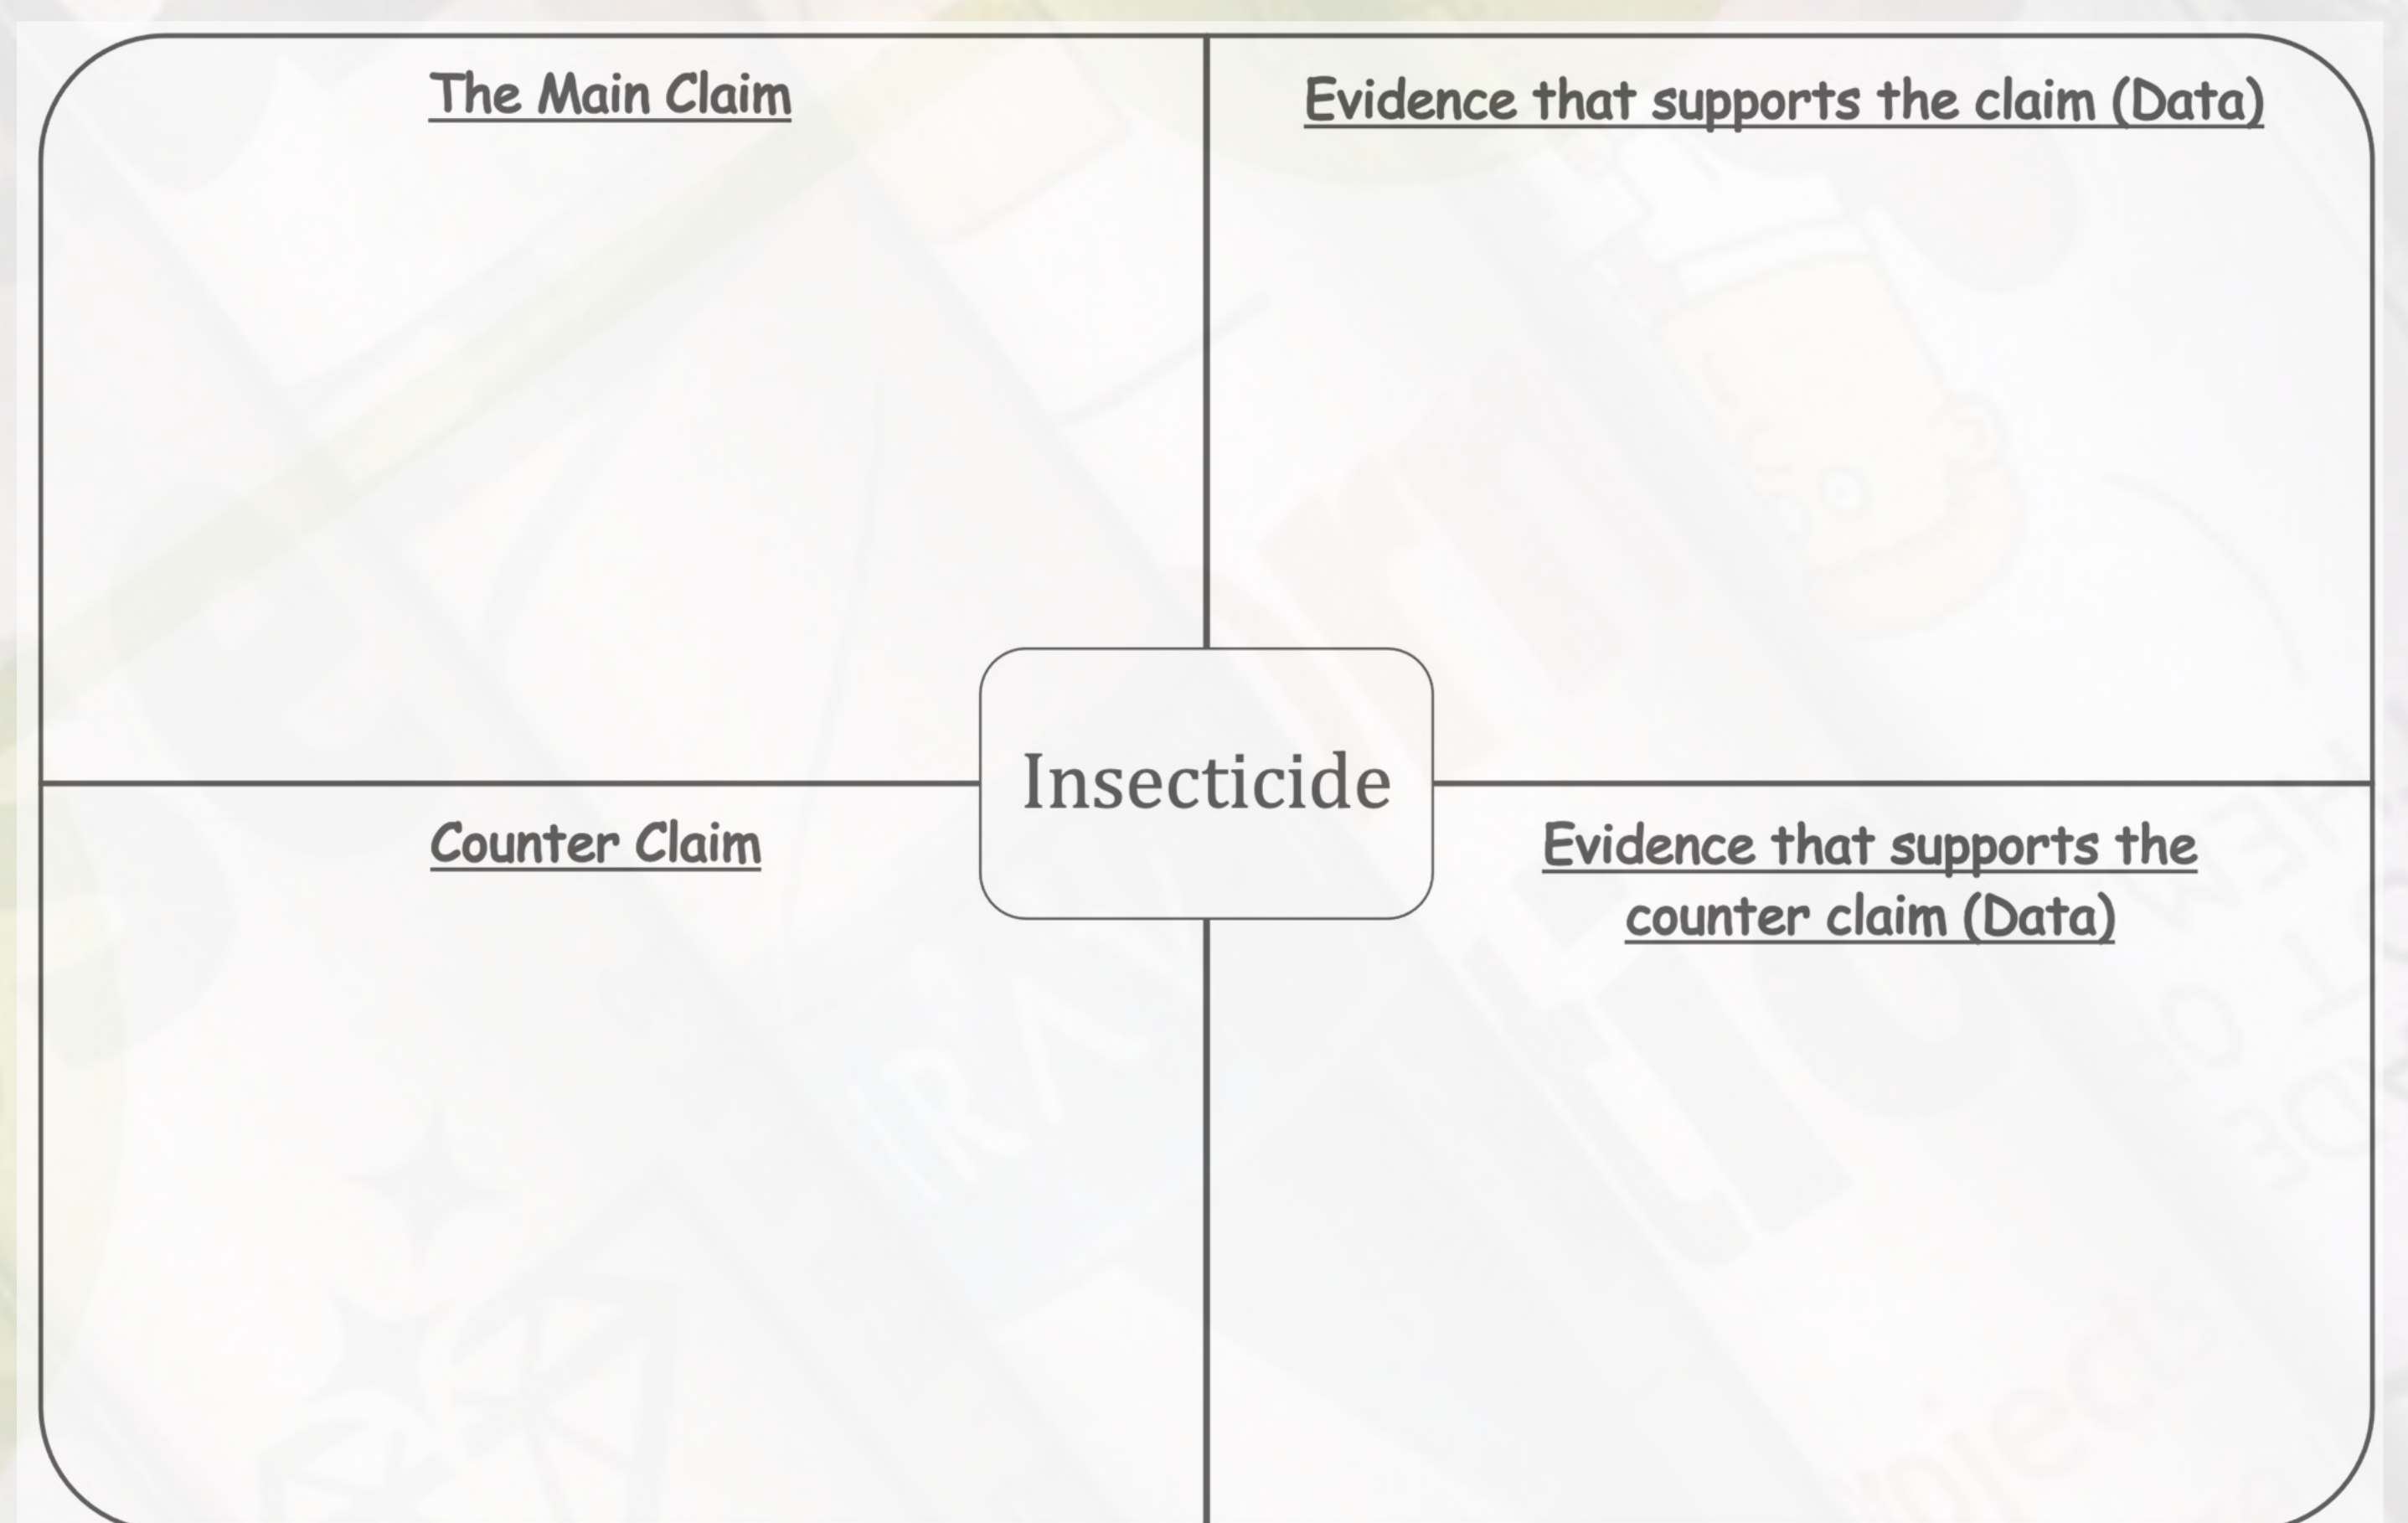 The Main Claim
Evidence that supports the claim (Data)
Insecticide
Counter Claim
Evidence that supports the
counter claim (Data)